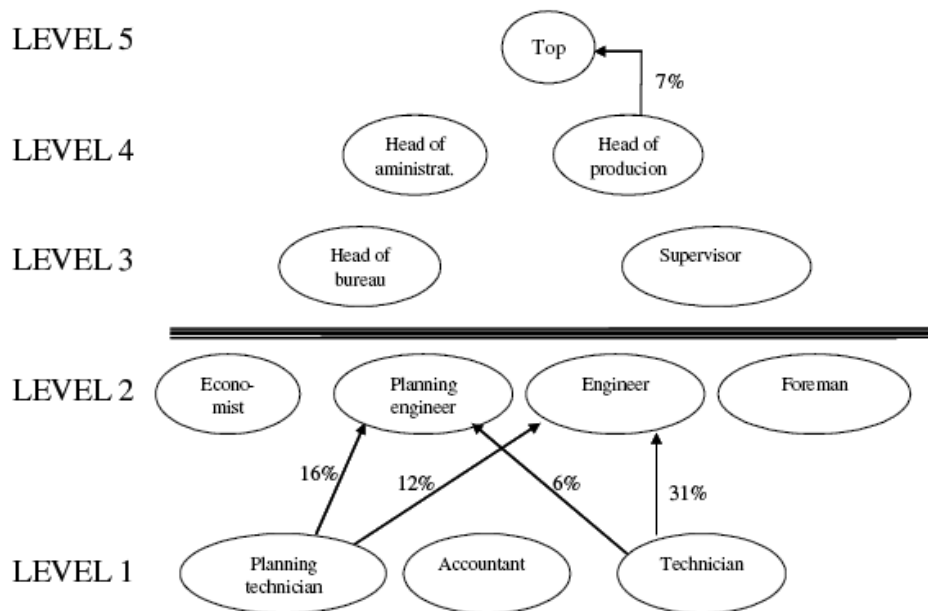 LEVEL 5
Top
7%
LEVEL 4
Head of
aministrat.
Head of
producion
LEVEL 3
Head of
bureau
Supervisor
LEVEL 2
Econo-
mist
Planning
engineer
Engineer
Foreman
16%
12%
6%
31%
LEVEL 1
Planning
technician
Accountant
Technician